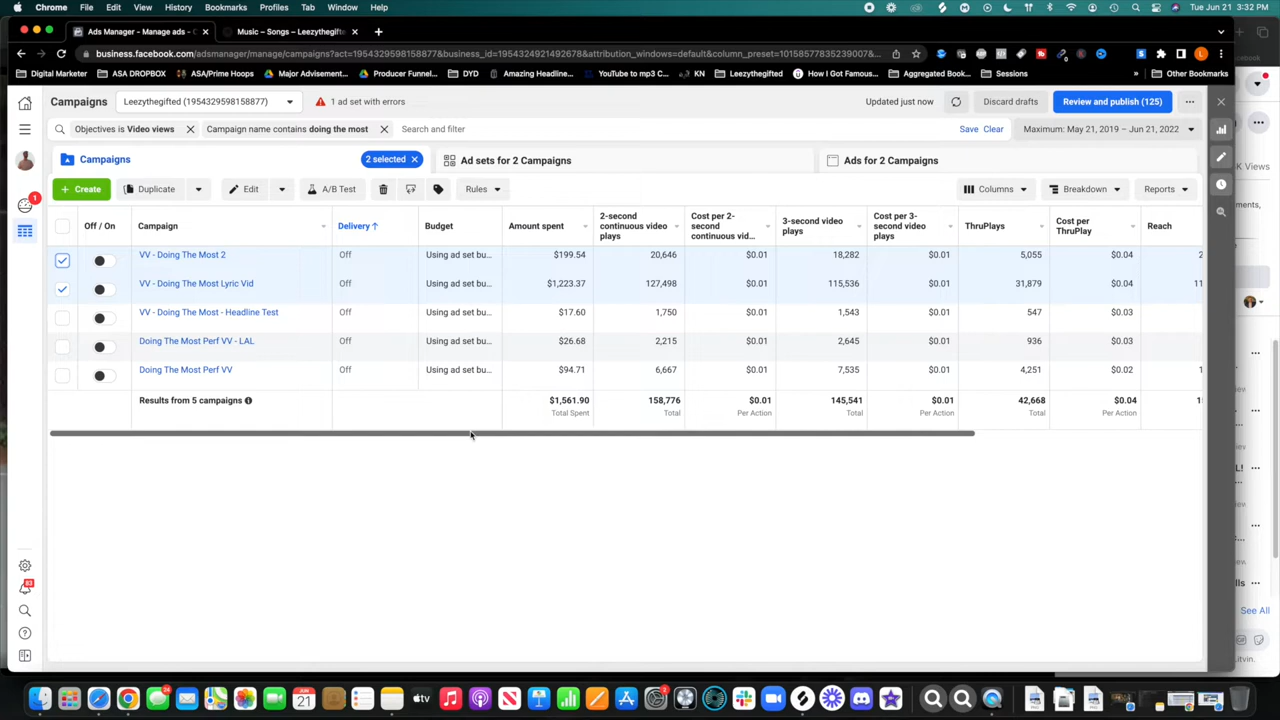 Chrome File Edit View History Bookmarks Profiles Tab Window Help Tue Jun 21 3:32 PM
Ads Manager - Manage ads - C
Music – Songs – Leezythegifted
business.facebook.com/adsmanager/manage/campaigns?act=1954329598158877&business_id=1954324921492678&attribution_windows=default&column_preset=10158577835239007&...
Digital Marketer ASA DROPBOX ASA/Prime Hoops Major Advisement... Producer Funnel... DYD Amazing Headline... YouTube to mp3 C... KN Leezythegifted How I Got Famous... Aggregated Book... Sessions » Other Bookmarks
Campaigns Leezythegifted (1954329598158877) 1 ad set with errors Updated just now Discard drafts Review and publish (125)
Objectives is Video views Campaign name contains doing the most Search and filter Save Clear Maximum: May 21, 2019 – Jun 21, 2022
Campaigns 2 selected Ad sets for 2 Campaigns Ads for 2 Campaigns
+ Create Duplicate Edit A/B Test Rules Columns Breakdown Reports
Off / On Campaign Delivery ↑ Budget Amount spent 2-second continuous video plays Cost per 2-second continuous vid... 3-second video plays Cost per 3-second video plays ThruPlays Cost per ThruPlay Reach
VV - Doing The Most 2 Off Using ad set bu... $199.54 20,646 $0.01 18,282 $0.01 5,055 $0.04 2
VV - Doing The Most Lyric Vid Off Using ad set bu... $1,223.37 127,498 $0.01 115,536 $0.01 31,879 $0.04 11
VV - Doing The Most - Headline Test Off Using ad set bu... $17.60 1,750 $0.01 1,543 $0.01 547 $0.03
Doing The Most Perf VV - LAL Off Using ad set bu... $26.68 2,215 $0.01 2,645 $0.01 936 $0.03
Doing The Most Perf VV Off Using ad set bu... $94.71 6,667 $0.01 7,535 $0.01 4,251 $0.02 1
Results from 5 campaigns $1,561.90 158,776 $0.01 145,541 $0.01 42,668 $0.04
Total Spent Total Per Action Total Per Action Total Per Action
K Views
See All